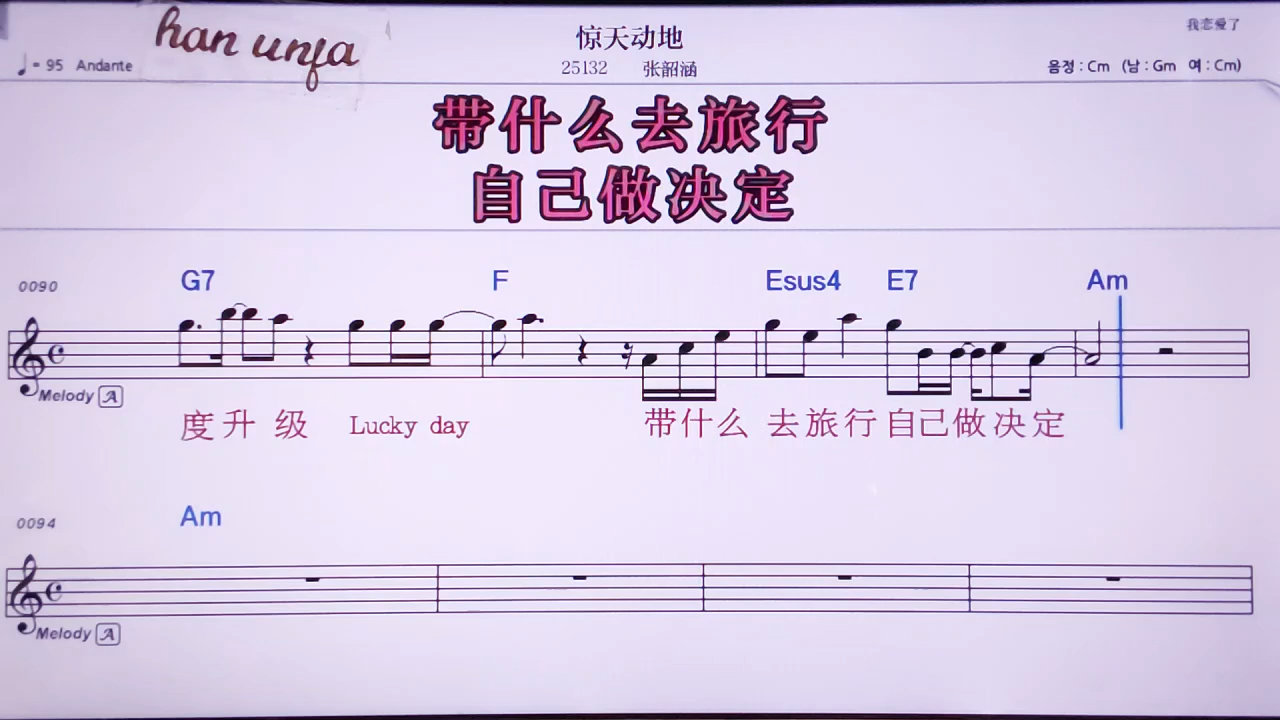 han unfa
惊天动地
我恋爱了
♩= 95 Andante
25132 张韶涵
음정 : Cm (남 : Gm 여 : Cm)
带什么去旅行
自己做决定
0090 G7 F Esus4 E7 Am
Melody A
度升级 Lucky day 带什么去旅行自己做决定
0094 Am
Melody A